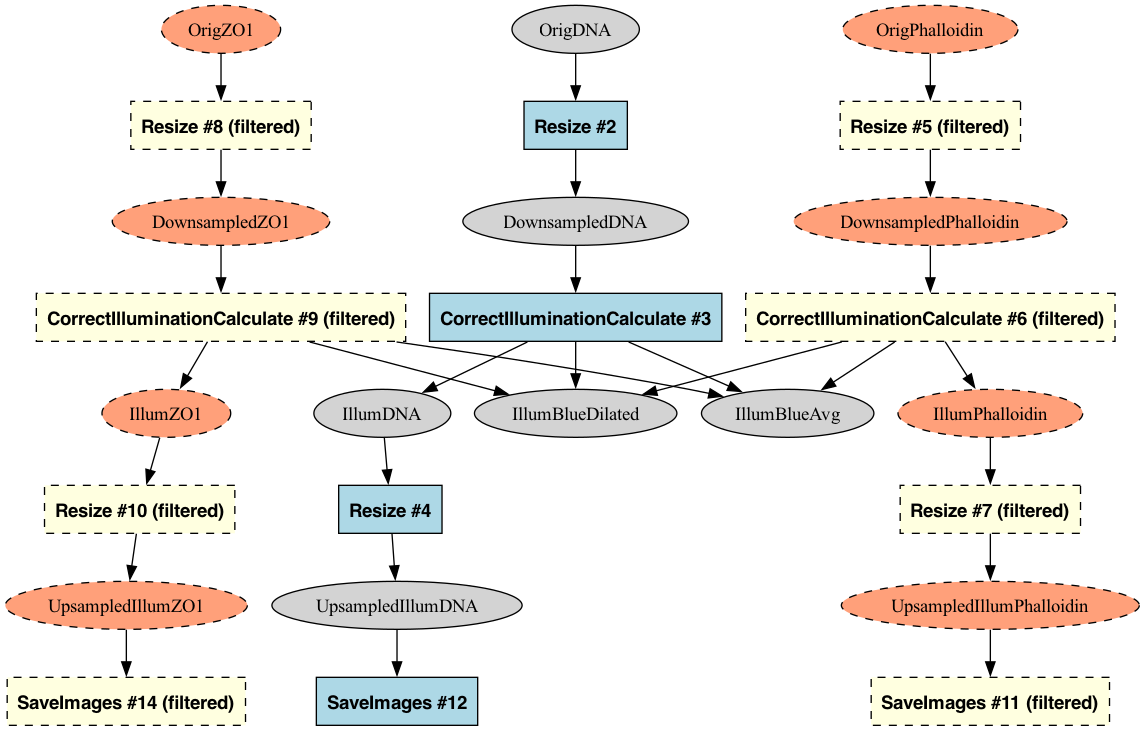 OrigZO1
OrigDNA
OrigPhalloidin
Resize #8 (filtered)
Resize #2
Resize #5 (filtered)
DownsampledZO1
DownsampledDNA
DownsampledPhalloidin
CorrectIlluminationCalculate #9 (filtered)
CorrectIlluminationCalculate #3
CorrectIlluminationCalculate #6 (filtered)
IllumZO1
IllumDNA
IllumBlueDilated
IllumBlueAvg
IllumPhalloidin
Resize #10 (filtered)
Resize #4
Resize #7 (filtered)
UpsampledIllumZO1
UpsampledIllumDNA
UpsampledIllumPhalloidin
SaveImages #14 (filtered)
SaveImages #12
SaveImages #11 (filtered)